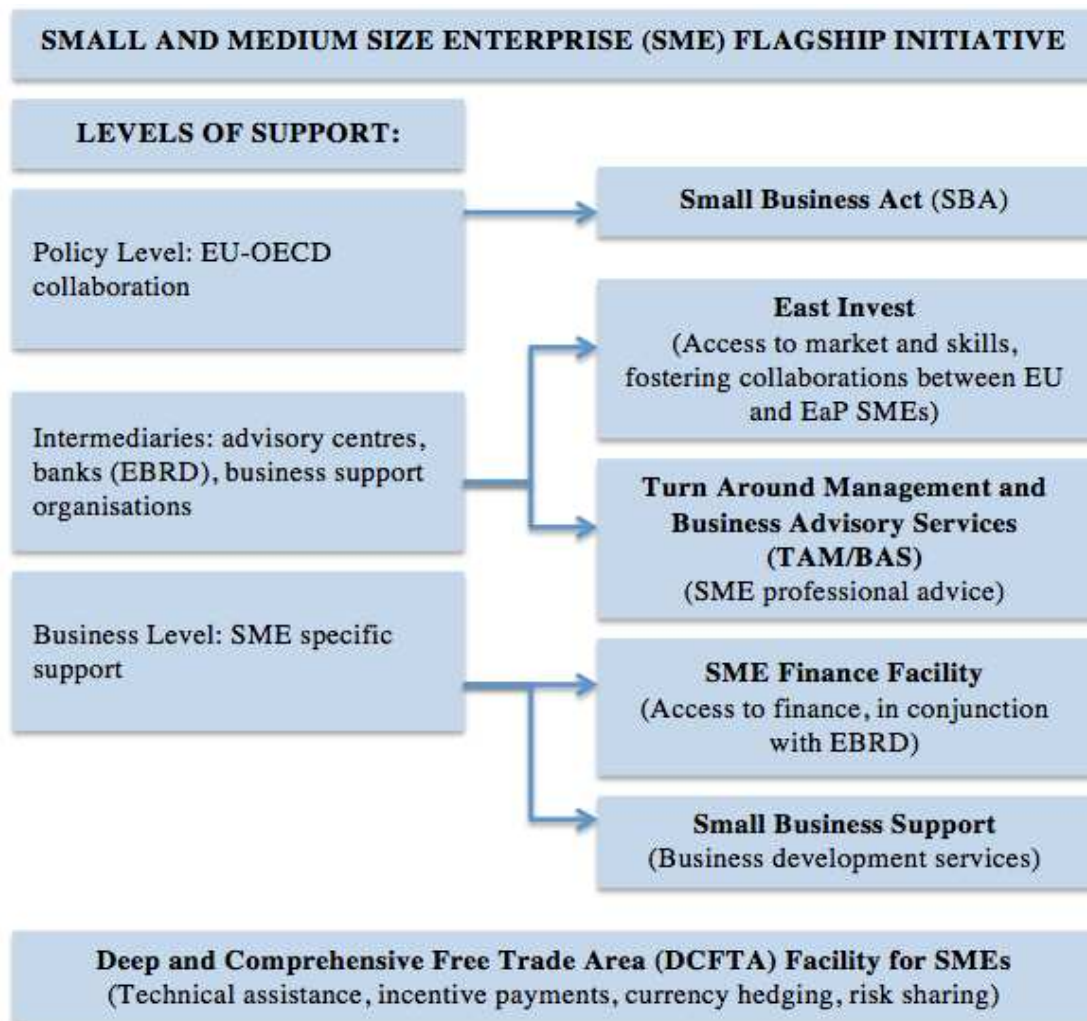 SMALL AND MEDIUM SIZE ENTERPRISE (SME) FLAGSHIP INITIATIVE
LEVELS OF SUPPORT:
Policy Level: EU-OECD
collaboration
Small Business Act (SBA)
East Invest
(Access to market and skills,
fostering collaborations between EU
and EaP SMEs)
Intermediaries: advisory centres,
banks (EBRD), business support
organisations
Turn Around Management and
Business Advisory Services
(TAM/BAS)
(SME professional advice)
Business Level: SME specific
support
SME Finance Facility
(Access to finance, in conjunction
with EBRD)
Small Business Support
(Business development services)
Deep and Comprehensive Free Trade Area (DCFTA) Facility for SMEs
(Technical assistance, incentive payments, currency hedging, risk sharing)